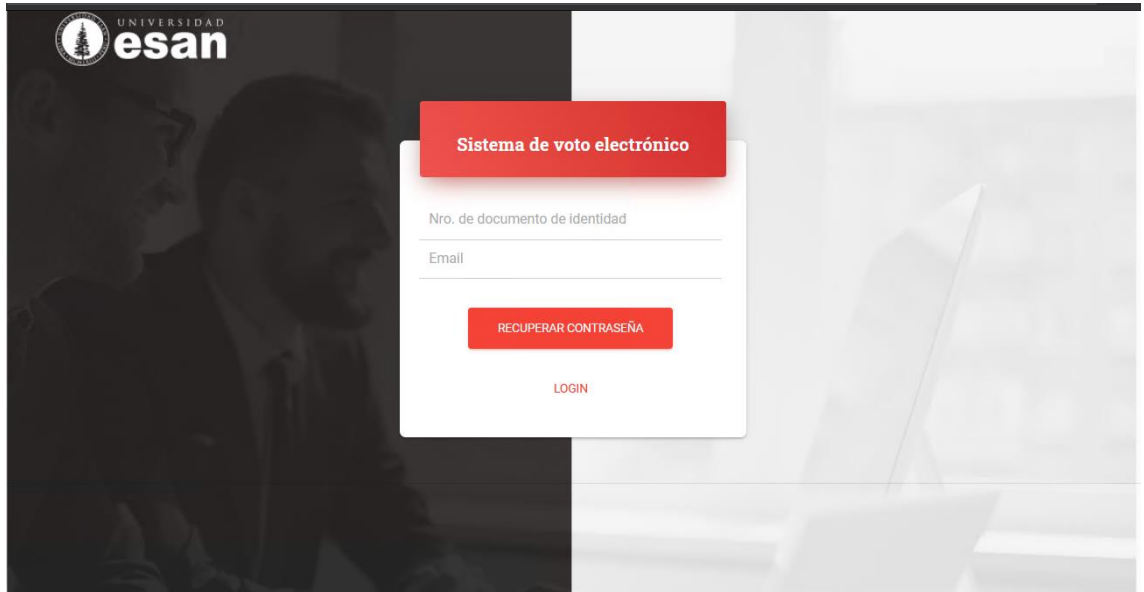 UNIVERSIDAD
esan
Sistema de voto electrónico
Nro. de documento de identidad
Email
RECUPERAR CONTRASEÑA
LOGIN